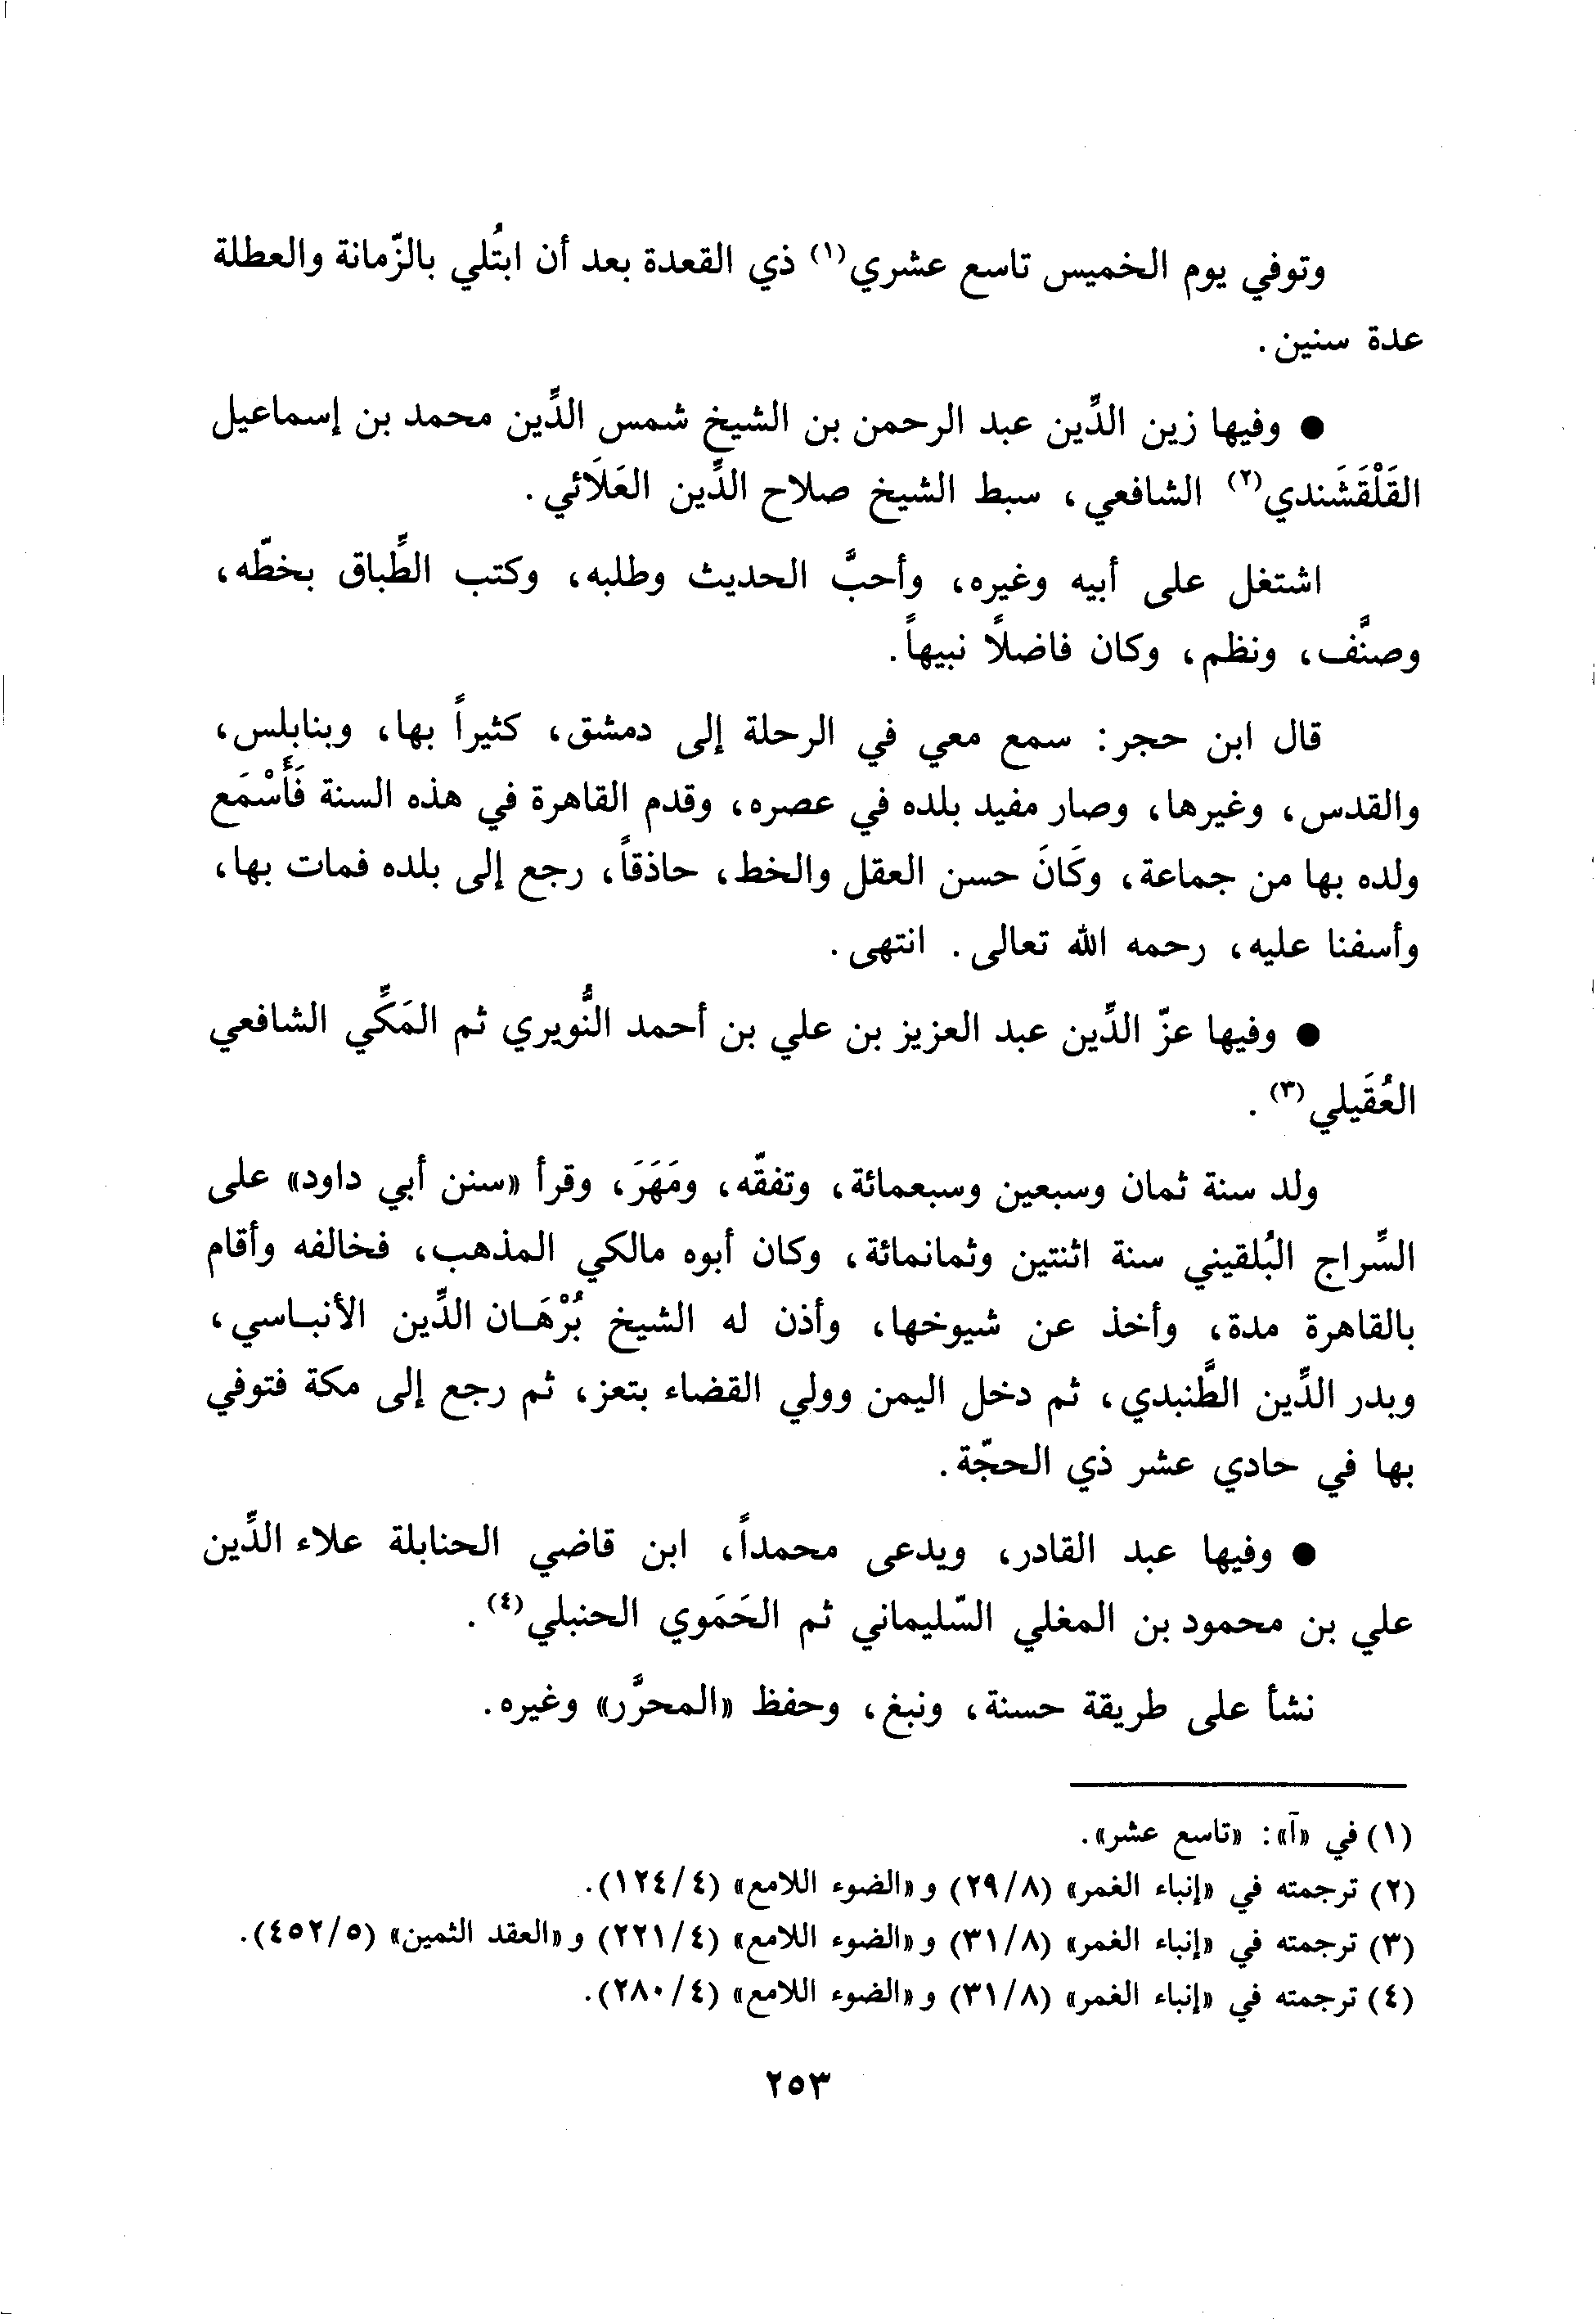 وتوفي يوم الخميس تاسع عشري(١) ذي القعدة بعد أن ابتُلي بالزّمانة والعطلة
عدة سنين.
● وفيها زين الدِّين عبد الرحمن بن الشيخ شمس الدِّين محمد بن إسماعيل
القَلْقَشَندي(٢) الشافعي، سبط الشيخ صلاح الدِّين العَلَائي.
اشتغل على أبيه وغيره، وأحبَّ الحديث وطلبه، وكتب الطِّباق بخطّه،
وصنَّف، ونظم، وكان فاضلًا نبيهاً.
قال ابن حجر: سمع معي في الرحلة إلى دمشق، كثيراً بها، وبنابلس،
والقدس، وغيرها، وصار مفيد بلده في عصره، وقدم القاهرة في هذه السنة فَأَسْمَع
ولده بها من جماعة، وكَانَ حسن العقل والخط، حاذقاً، رجع إلى بلده فمات بها،
وأسفنا عليه، رحمه الله تعالى. انتهى.
● وفيها عزّ الدِّين عبد العزيز بن علي بن أحمد النُّويري ثم المَكِّي الشافعي
العُقَيلي(٣).
ولد سنة ثمان وسبعين وسبعمائة، وتفقّه، ومَهَرَ، وقرأ «سنن أبي داود» على
السِّراج البُلقيني سنة اثنتين وثمانمائة، وكان أبوه مالكي المذهب، فخالفه وأقام
بالقاهرة مدة، وأخذ عن شيوخها، وأذن له الشيخ بُرْهَان الدِّين الأنبـاسي،
وبدر الدِّين الطَّنبدي، ثم دخل اليمن وولي القضاء بتعز، ثم رجع إلى مكة فتوفي
بها في حادي عشر ذي الحجّة.
● وفيها عبد القادر، ويدعى محمداً، ابن قاضي الحنابلة علاء الدِّين
علي بن محمود بن المغلي السّليماني ثم الحَمَوي الحنبلي(٤).
نشأ على طريقة حسنة، ونبغ، وحفظ «المحرَّر» وغيره.
(١) في «آ»: «تاسع عشر».
(٢) ترجمته في «إنباء الغمر» (٢٩/٨) و«الضوء اللامع» (١٢٤/٤).
(٣) ترجمته في «إنباء الغمر» (٣١/٨) و«الضوء اللامع» (٢٢١/٤) و«العقد الثمين» (٤٥٢/٥).
(٤) ترجمته في «إنباء الغمر» (٣١/٨) و«الضوء اللامع» (٢٨٠/٤).
٢٥٣